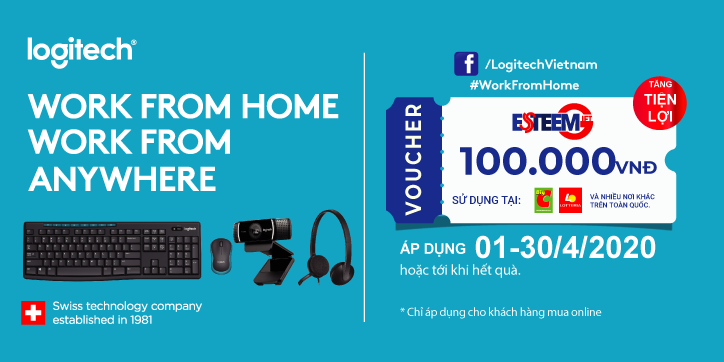 logitech®
WORK FROM HOME
WORK FROM
ANYWHERE
logitech
Swiss technology company
established in 1981
f /LogitechVietnam
#WorkFromHome
TẶNG
TIỆN
LỢI
VOUCHER
ESTEEM
100.000VNĐ
SỬ DỤNG TẠI:
Big C
LOTTERIA
VÀ NHIỀU NƠI KHÁC
TRÊN TOÀN QUỐC.
ÁP DỤNG 01-30/4/2020
hoặc tới khi hết quà.
* Chỉ áp dụng cho khách hàng mua online